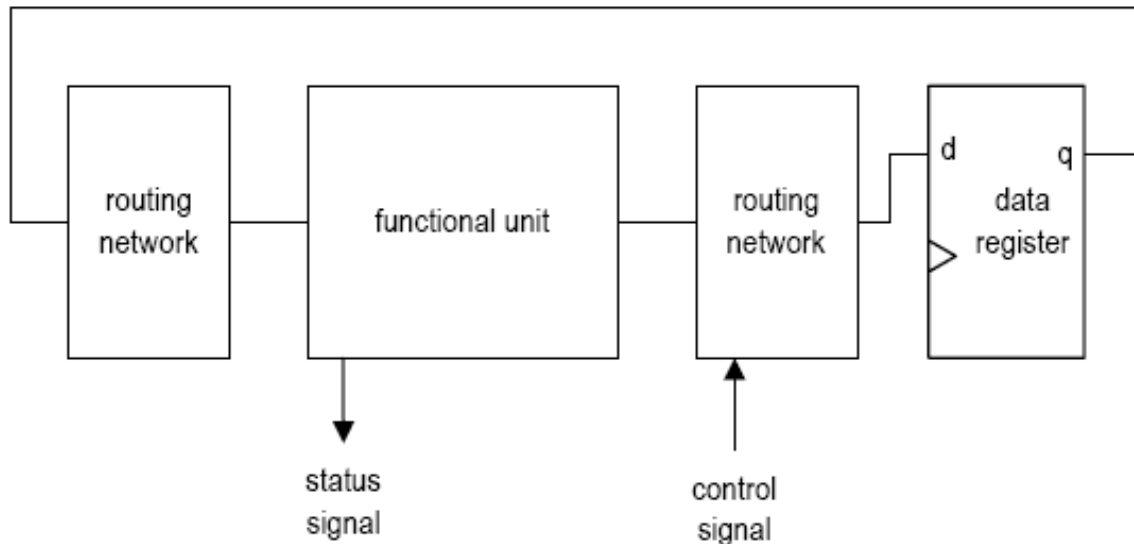 routing
network
functional unit
routing
network
d
q
data
register
status
signal
control
signal